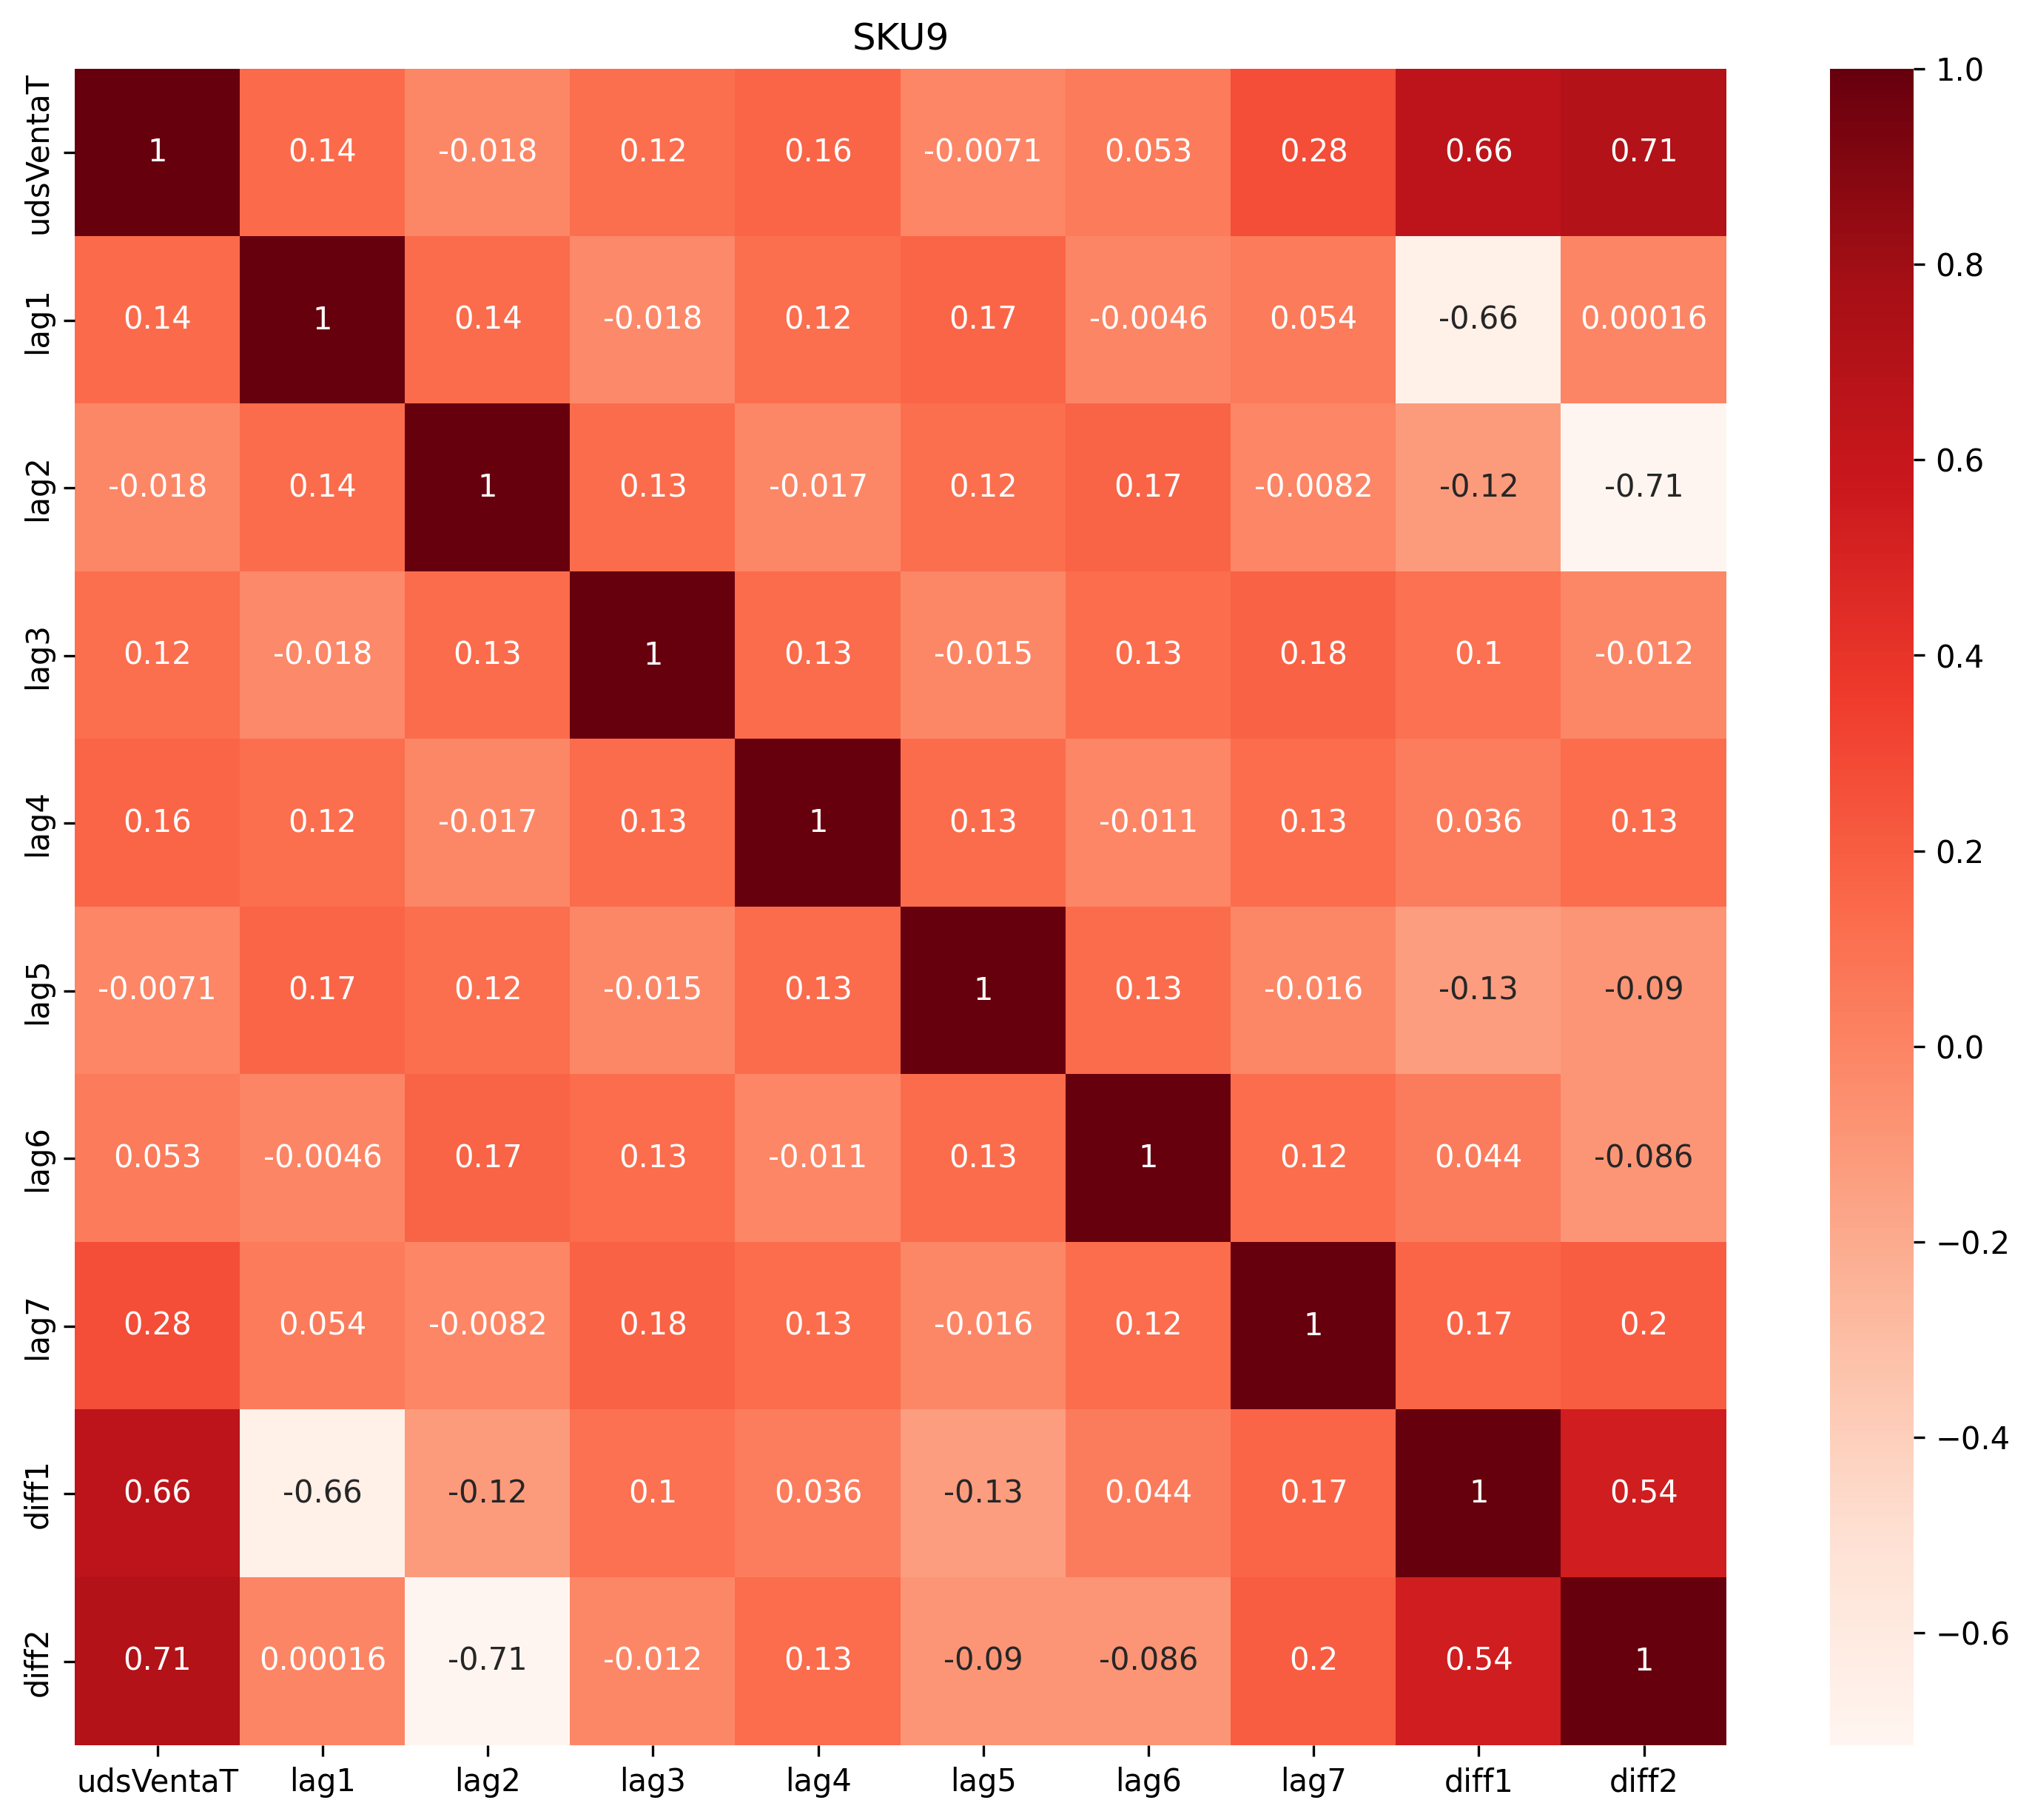 SKU9
udsVentaT 1 0.14 -0.018 0.12 0.16 -0.0071 0.053 0.28 0.66 0.71
lag1 0.14 1 0.14 -0.018 0.12 0.17 -0.0046 0.054 -0.66 0.00016
lag2 -0.018 0.14 1 0.13 -0.017 0.12 0.17 -0.0082 -0.12 -0.71
lag3 0.12 -0.018 0.13 1 0.13 -0.015 0.13 0.18 0.1 -0.012
lag4 0.16 0.12 -0.017 0.13 1 0.13 -0.011 0.13 0.036 0.13
lag5 -0.0071 0.17 0.12 -0.015 0.13 1 0.13 -0.016 -0.13 -0.09
lag6 0.053 -0.0046 0.17 0.13 -0.011 0.13 1 0.12 0.044 -0.086
lag7 0.28 0.054 -0.0082 0.18 0.13 -0.016 0.12 1 0.17 0.2
diff1 0.66 -0.66 -0.12 0.1 0.036 -0.13 0.044 0.17 1 0.54
diff2 0.71 0.00016 -0.71 -0.012 0.13 -0.09 -0.086 0.2 0.54 1
udsVentaT lag1 lag2 lag3 lag4 lag5 lag6 lag7 diff1 diff2
1.0
0.8
0.6
0.4
0.2
0.0
−0.2
−0.4
−0.6